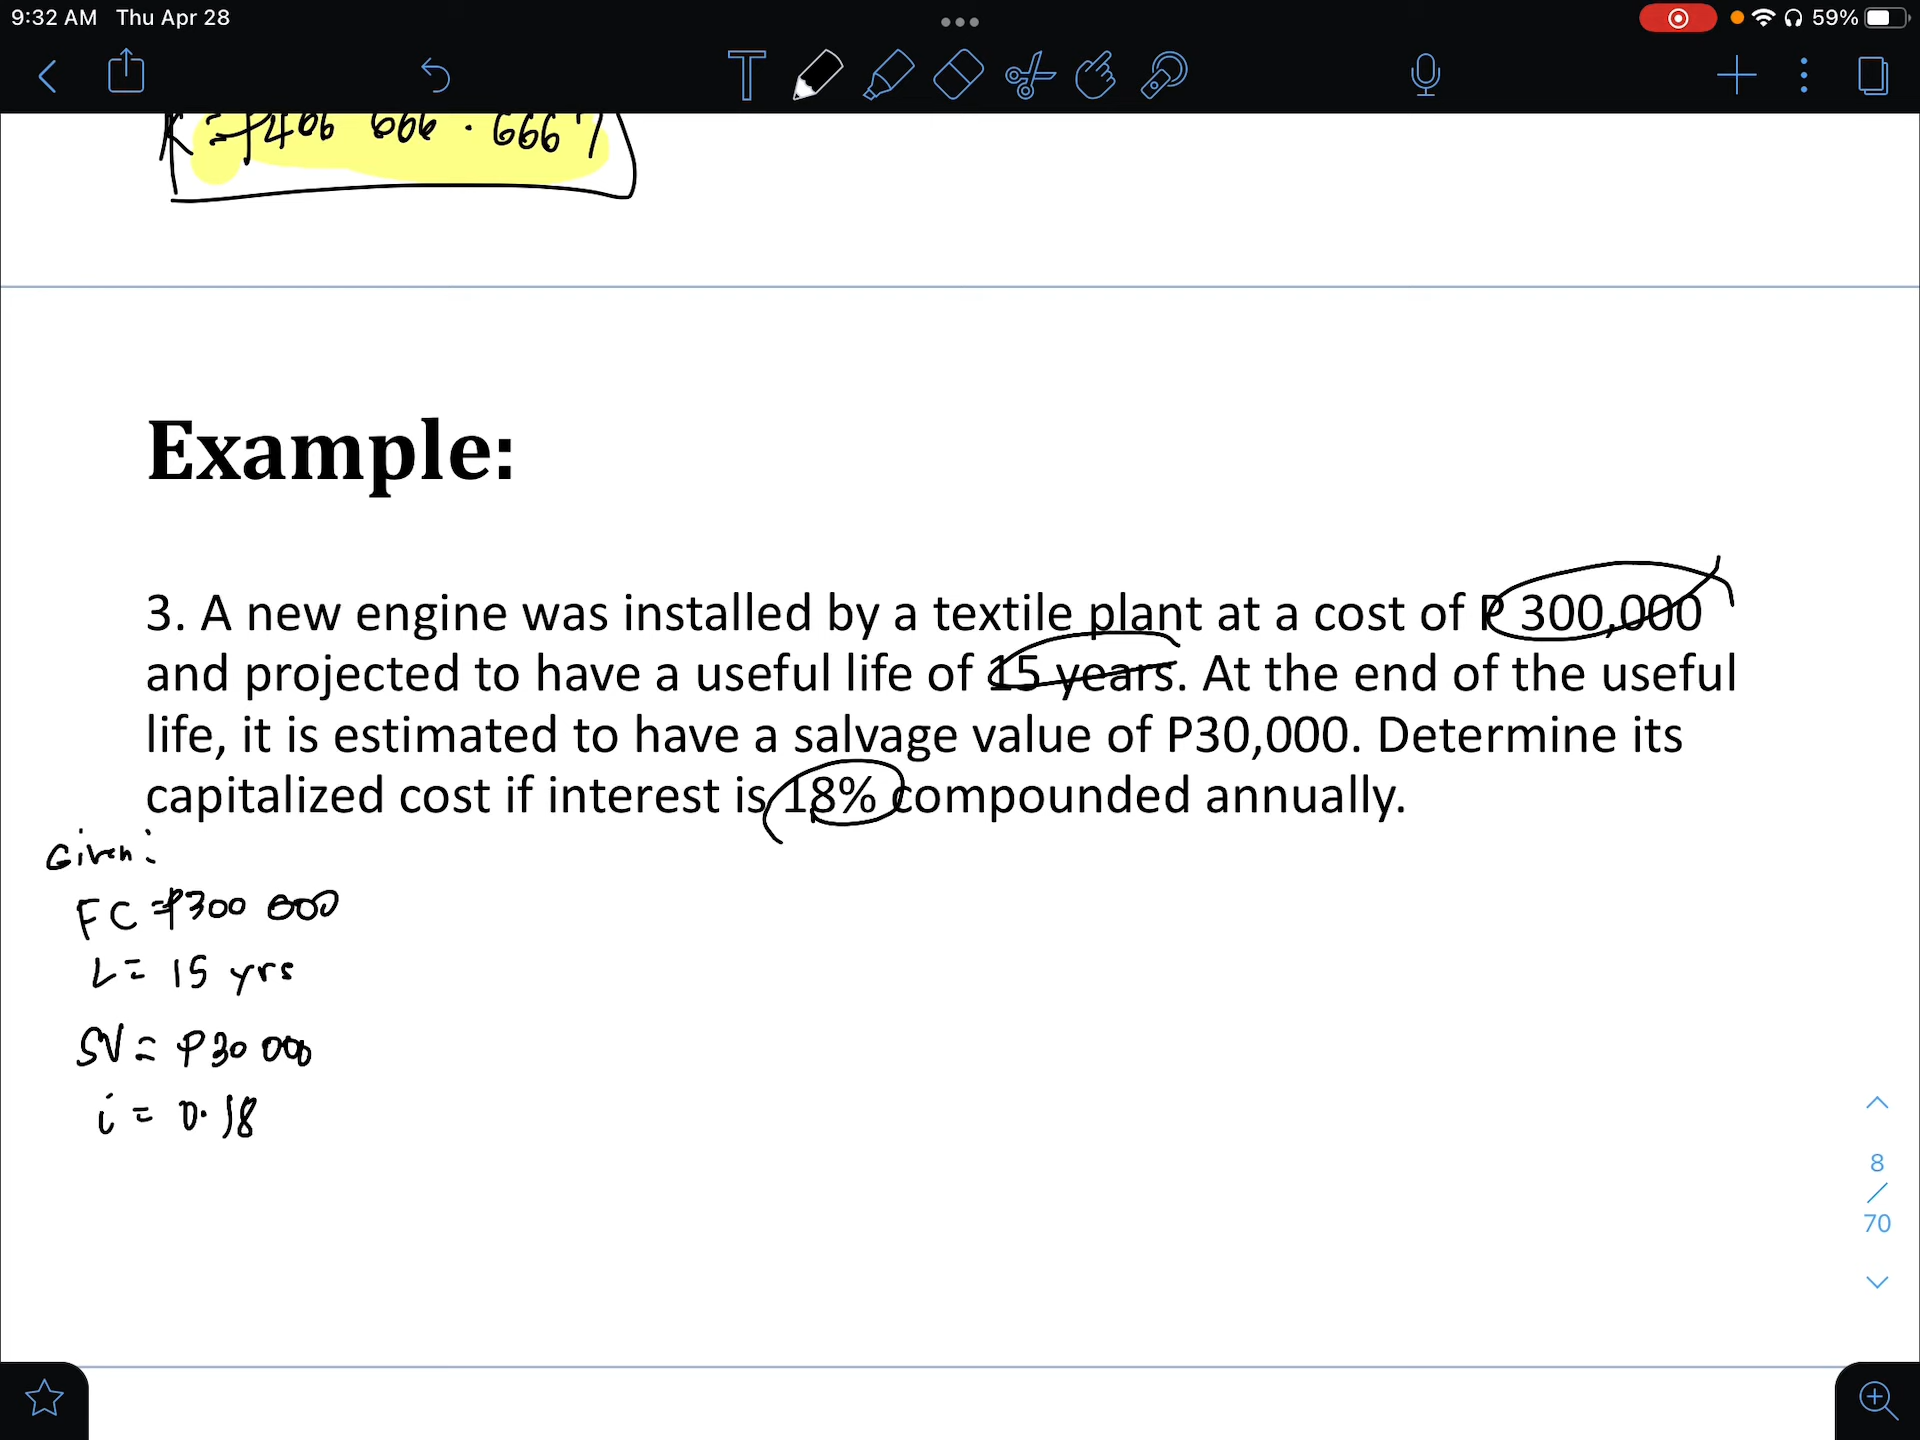 9:32 AM Thu Apr 28
59%
T
666 . 6667
Example:
3. A new engine was installed by a textile plant at a cost of P 300,000
and projected to have a useful life of 15 years. At the end of the useful
life, it is estimated to have a salvage value of P30,000. Determine its
capitalized cost if interest is 18% compounded annually.
Given:
FC = ₱300 000
L = 15 yrs
SV = ₱30 000
i = 0.18
8
/
70